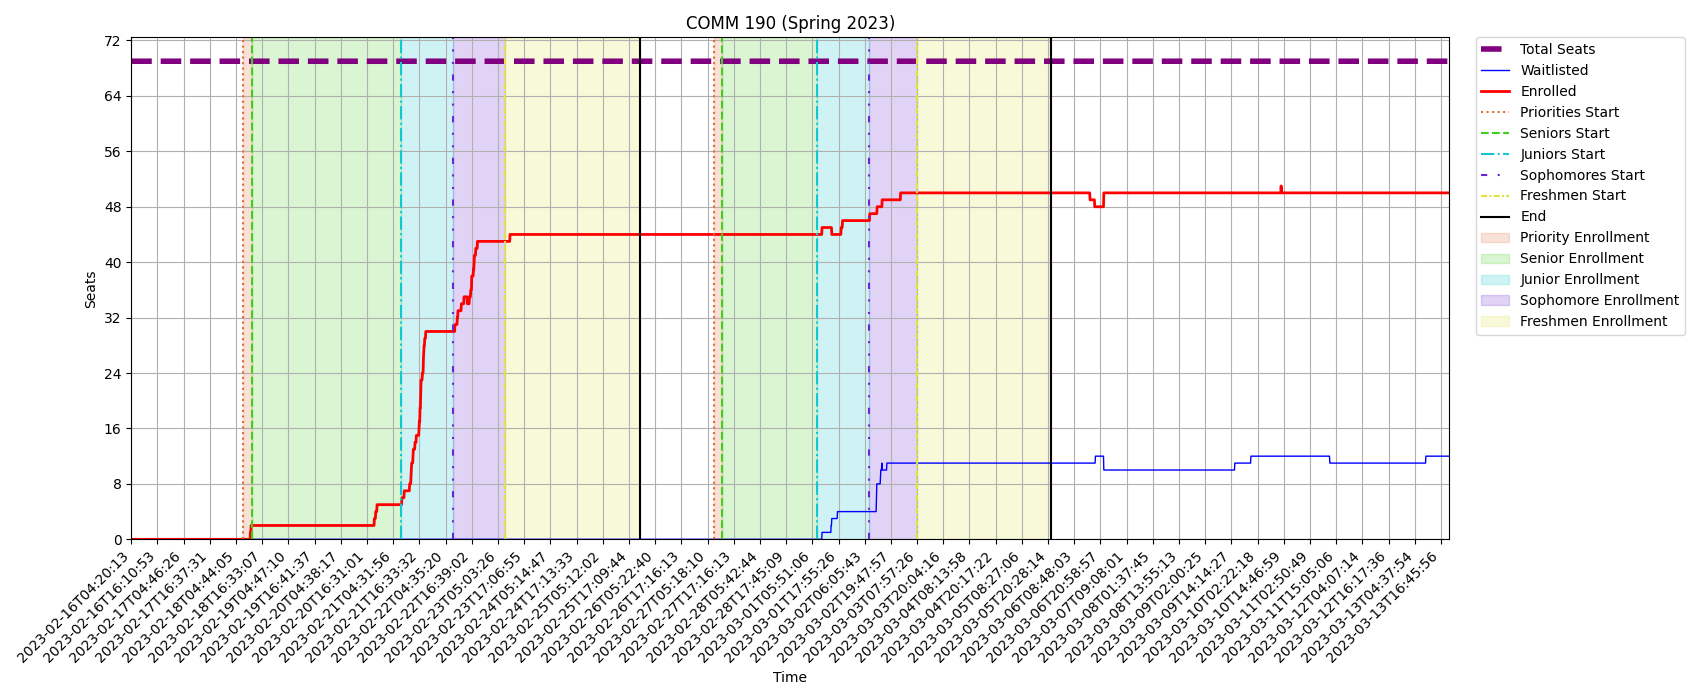 COMM 190 (Spring 2023)
72
64
56
48
40
32
24
16
8
0
Seats
2023-02-16T04:20:13
2023-02-16T16:10:53
2023-02-17T04:46:26
2023-02-17T16:37:31
2023-02-18T04:44:05
2023-02-18T16:33:07
2023-02-19T04:47:10
2023-02-19T16:41:37
2023-02-20T04:38:17
2023-02-20T16:31:01
2023-02-21T04:31:56
2023-02-21T16:33:32
2023-02-22T04:35:20
2023-02-22T16:39:02
2023-02-23T05:03:26
2023-02-23T17:06:55
2023-02-24T05:14:47
2023-02-24T17:13:33
2023-02-25T05:12:02
2023-02-25T17:09:44
2023-02-26T05:22:40
2023-02-26T17:16:13
2023-02-27T05:18:10
2023-02-27T17:16:13
2023-02-28T05:42:44
2023-02-28T17:45:09
2023-03-01T05:51:06
2023-03-01T17:55:26
2023-03-02T06:05:43
2023-03-02T19:47:57
2023-03-03T07:57:26
2023-03-03T20:04:16
2023-03-04T08:13:58
2023-03-04T20:17:22
2023-03-05T08:27:06
2023-03-05T20:28:14
2023-03-06T08:48:03
2023-03-06T20:58:57
2023-03-07T09:08:01
2023-03-08T01:37:45
2023-03-08T13:55:13
2023-03-09T02:00:25
2023-03-09T14:14:27
2023-03-10T02:22:18
2023-03-10T14:46:59
2023-03-11T02:50:49
2023-03-11T15:05:06
2023-03-12T04:07:14
2023-03-12T16:17:36
2023-03-13T04:37:54
2023-03-13T16:45:56
Time
Total Seats
Waitlisted
Enrolled
Priorities Start
Seniors Start
Juniors Start
Sophomores Start
Freshmen Start
End
Priority Enrollment
Senior Enrollment
Junior Enrollment
Sophomore Enrollment
Freshmen Enrollment